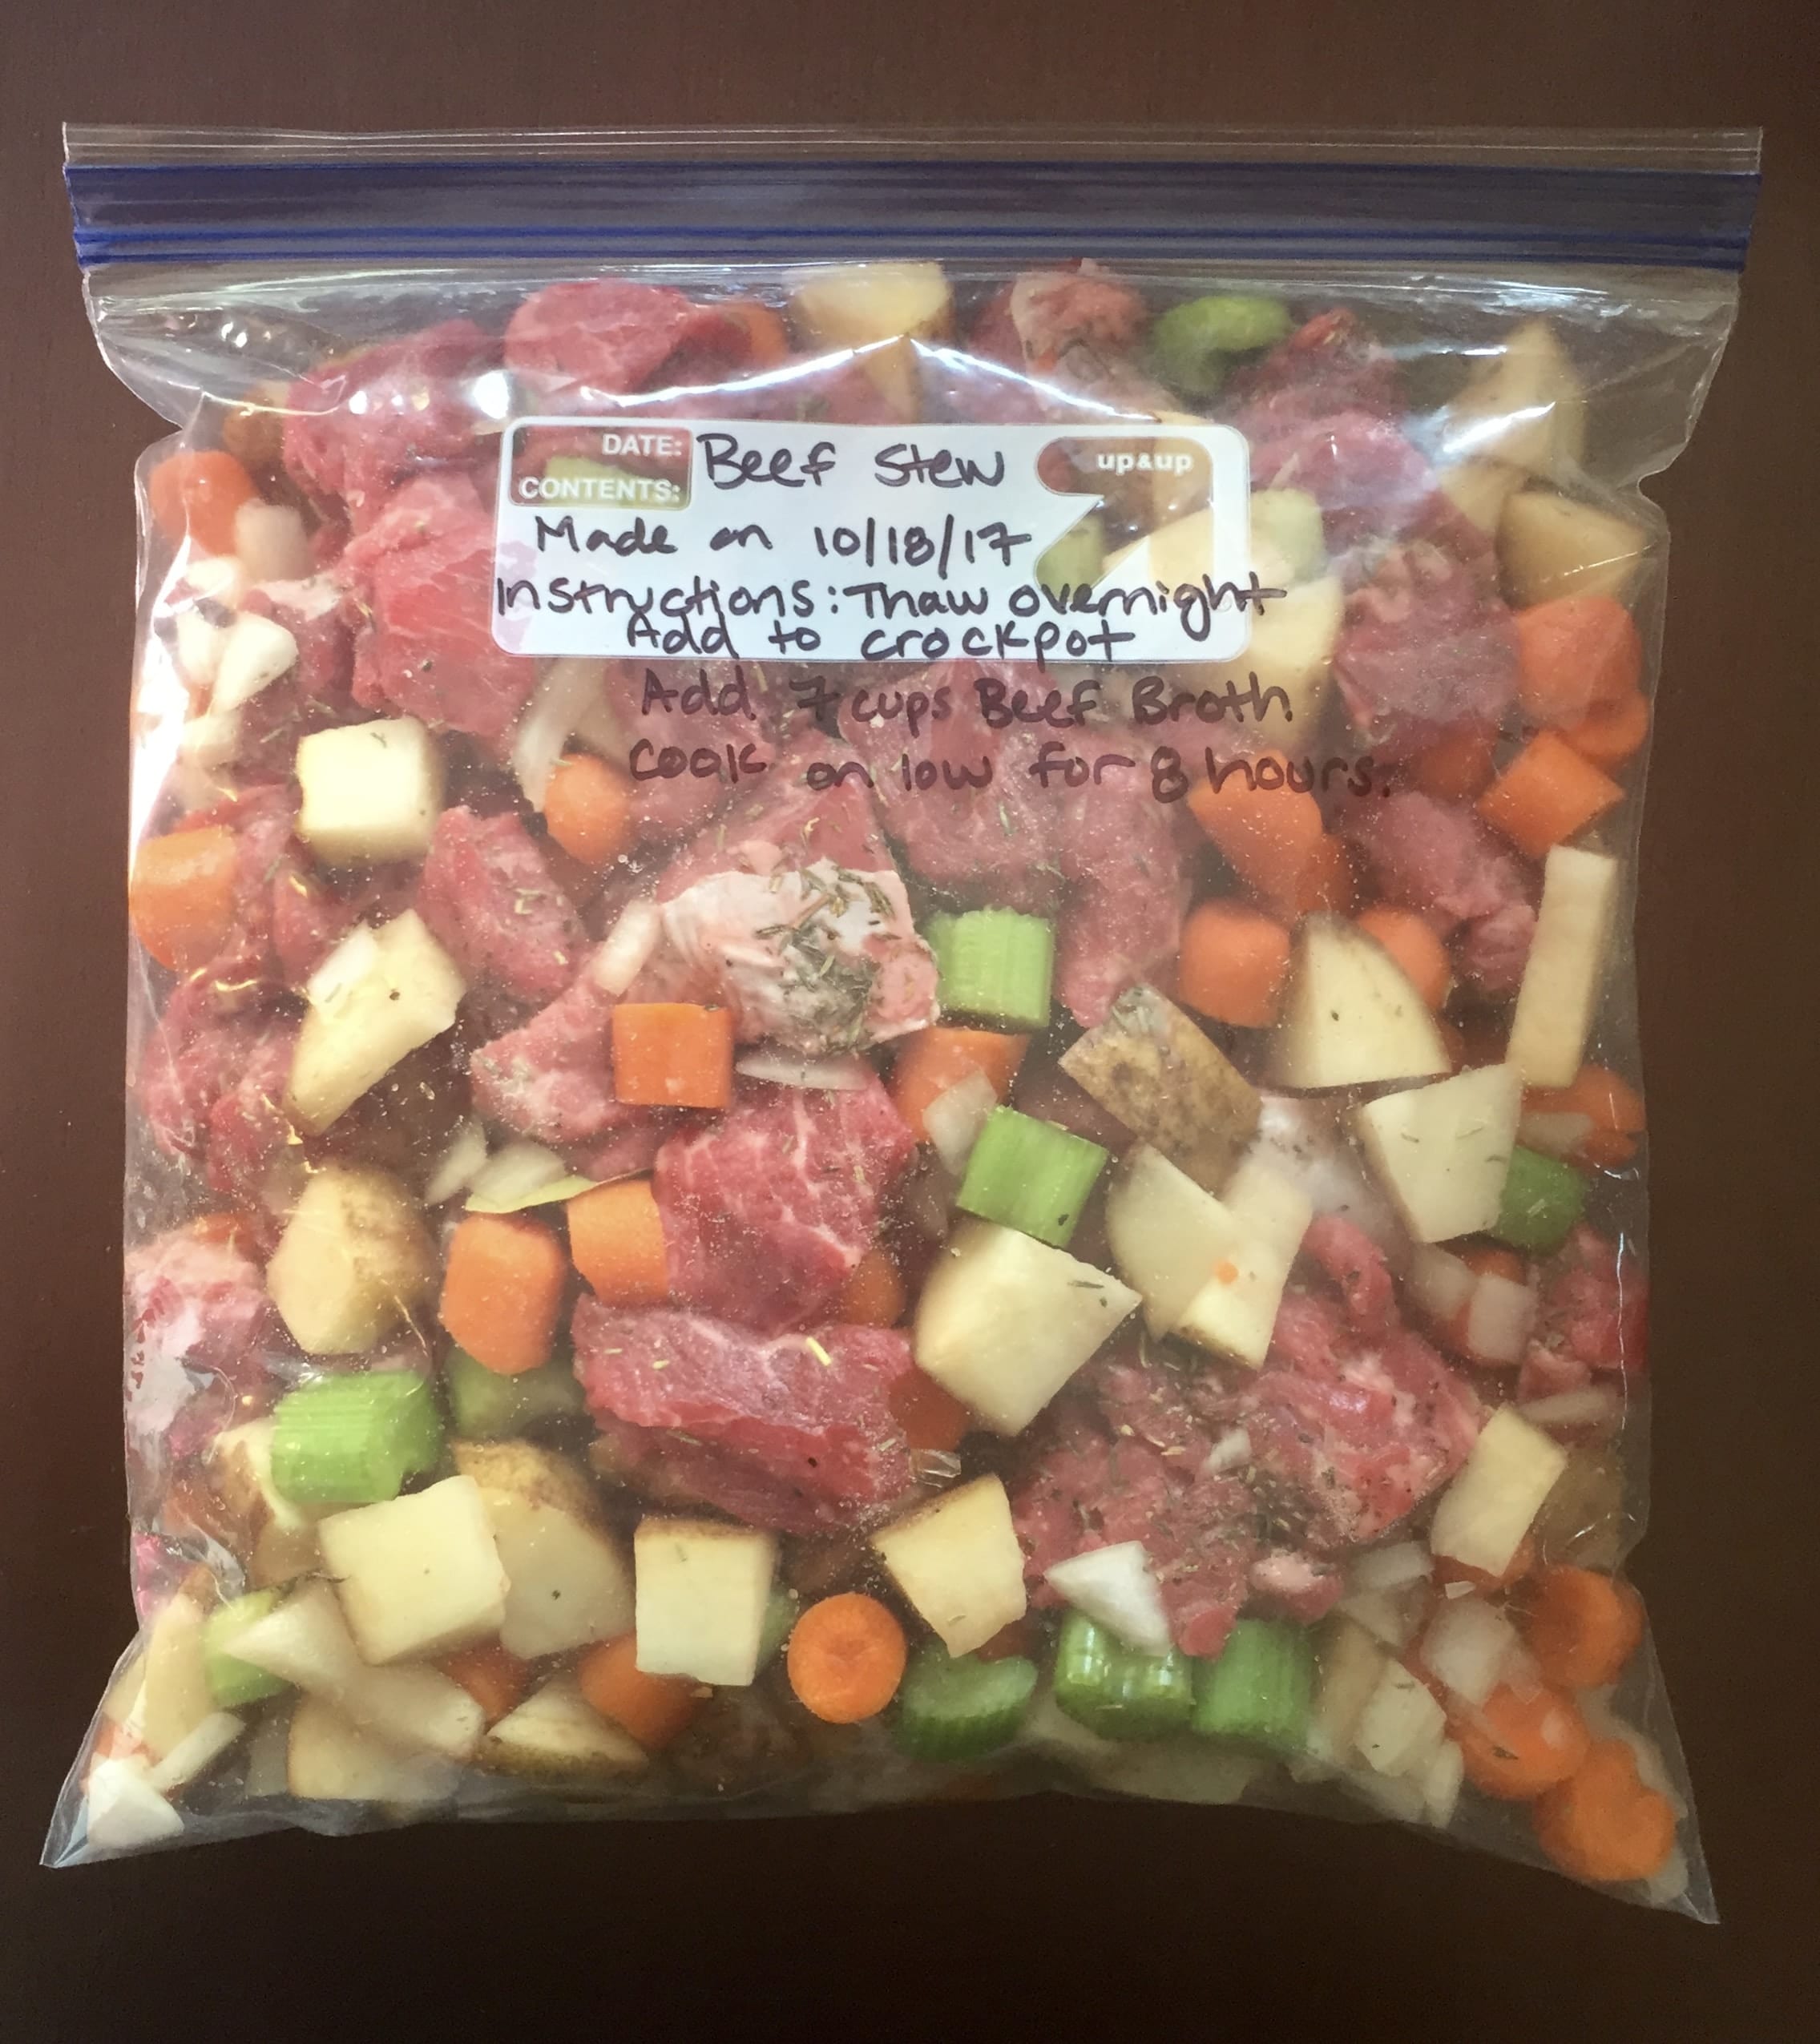 DATE: Beef Stew up&up
CONTENTS:
Made on 10/18/17
Instructions: Thaw overnight
Add to crockpot
Add 7 cups Beef Broth.
Cook on low for 8 hours.